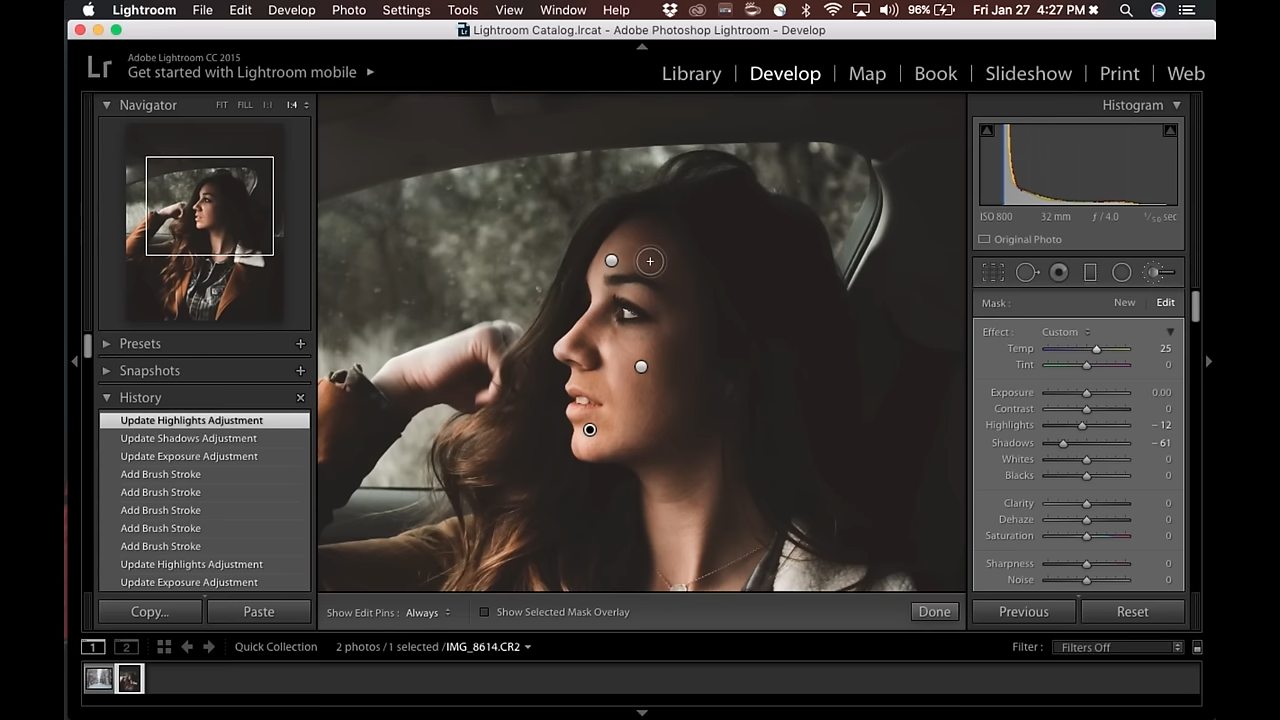 Lightroom File Edit Develop Photo Settings Tools View Window Help 96% Fri Jan 27 4:27 PM
Lr Lightroom Catalog.lrcat - Adobe Photoshop Lightroom - Develop
Lr Adobe Lightroom CC 2015
Get started with Lightroom mobile
Library | Develop | Map | Book | Slideshow | Print | Web
Navigator FIT FILL 1:1 1:4
Histogram
ISO 800 32 mm ƒ / 4.0 1/50 sec
Original Photo
Mask : New Edit
Effect : Custom
Temp 25
Tint 0
Exposure 0.00
Contrast 0
Highlights – 12
Shadows – 61
Whites 0
Blacks 0
Clarity 0
Dehaze 0
Saturation 0
Sharpness 0
Noise 0
Presets
Snapshots
History
Update Highlights Adjustment
Update Shadows Adjustment
Update Exposure Adjustment
Add Brush Stroke
Add Brush Stroke
Add Brush Stroke
Add Brush Stroke
Add Brush Stroke
Update Highlights Adjustment
Update Exposure Adjustment
Copy... Paste
Show Edit Pins : Always Show Selected Mask Overlay Done
Previous Reset
1 2 Quick Collection 2 photos / 1 selected / IMG_8614.CR2 Filter : Filters Off